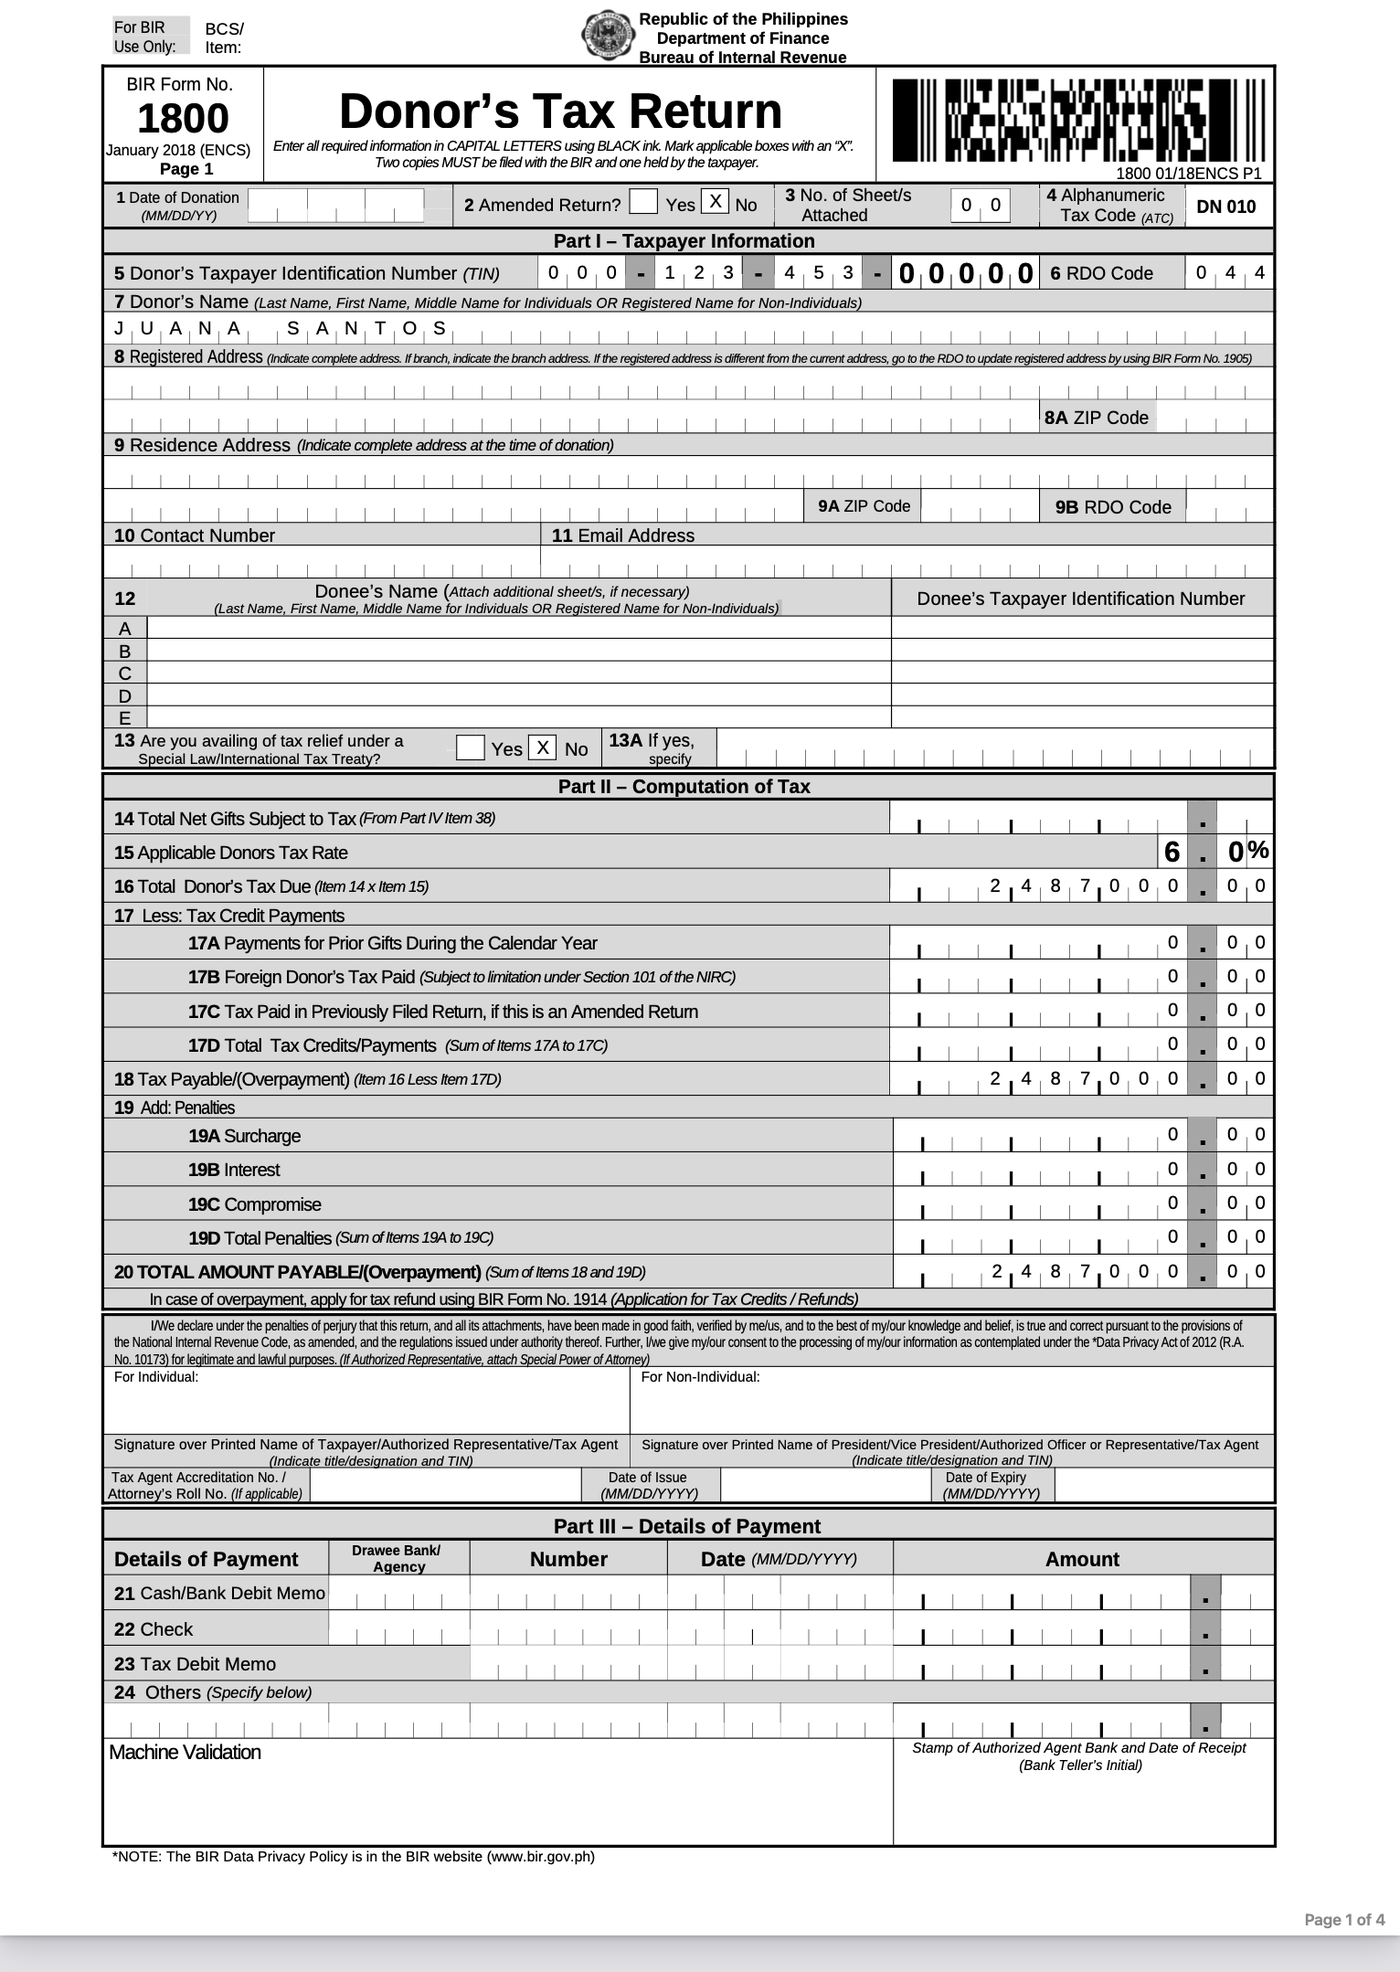 For BIR
Use Only:
BCS/
Item:
Republic of the Philippines
Department of Finance
Bureau of Internal Revenue
BIR Form No.
1800
January 2018 (ENCS)
Page 1
Donor's Tax Return
Enter all required information in CAPITAL LETTERS using BLACK ink. Mark applicable boxes with an "X".
Two copies MUST be filed with the BIR and one held by the taxpayer.
1800 01/18ENCS P1
1 Date of Donation
(MM/DD/YY)
2 Amended Return? Yes X No
3 No. of Sheet/s
Attached
0 0
4 Alphanumeric
Tax Code (ATC)
DN 010
Part I – Taxpayer Information
5 Donor's Taxpayer Identification Number (TIN) 0 0 0 - 1 2 3 - 4 5 3 - 0 0 0 0 0 6 RDO Code 0 4 4
7 Donor's Name (Last Name, First Name, Middle Name for Individuals OR Registered Name for Non-Individuals)
JUANA SANTOS
8 Registered Address (Indicate complete address. If branch, indicate the branch address. If the registered address is different from the current address, go to the RDO to update registered address by using BIR Form No. 1905)
8A ZIP Code
9 Residence Address (Indicate complete address at the time of donation)
9A ZIP Code 9B RDO Code
10 Contact Number 11 Email Address
12 Donee's Name (Attach additional sheet/s, if necessary)
(Last Name, First Name, Middle Name for Individuals OR Registered Name for Non-Individuals)
Donee's Taxpayer Identification Number
A
B
C
D
E
13 Are you availing of tax relief under a
Special Law/International Tax Treaty?
Yes X No
13A If yes,
specify
Part II – Computation of Tax
14 Total Net Gifts Subject to Tax (From Part IV Item 38) .
15 Applicable Donors Tax Rate 6 . 0%
16 Total Donor's Tax Due (Item 14 x Item 15) 2 4 8 7 0 0 0 . 0 0
17 Less: Tax Credit Payments
17A Payments for Prior Gifts During the Calendar Year 0 . 0 0
17B Foreign Donor's Tax Paid (Subject to limitation under Section 101 of the NIRC) 0 . 0 0
17C Tax Paid in Previously Filed Return, if this is an Amended Return 0 . 0 0
17D Total Tax Credits/Payments (Sum of Items 17A to 17C) 0 . 0 0
18 Tax Payable/(Overpayment) (Item 16 Less Item 17D) 2 4 8 7 0 0 0 . 0 0
19 Add: Penalties
19A Surcharge 0 . 0 0
19B Interest 0 . 0 0
19C Compromise 0 . 0 0
19D Total Penalties (Sum of Items 19A to 19C) 0 . 0 0
20 TOTAL AMOUNT PAYABLE/(Overpayment) (Sum of Items 18 and 19D) 2 4 8 7 0 0 0 . 0 0
In case of overpayment, apply for tax refund using BIR Form No. 1914 (Application for Tax Credits / Refunds)
I/We declare under the penalties of perjury that this return, and all its attachments, have been made in good faith, verified by me/us, and to the best of my/our knowledge and belief, is true and correct pursuant to the provisions of
the National Internal Revenue Code, as amended, and the regulations issued under authority thereof. Further, I/we give my/our consent to the processing of my/our information as contemplated under the *Data Privacy Act of 2012 (R.A.
No. 10173) for legitimate and lawful purposes. (If Authorized Representative, attach Special Power of Attorney)
For Individual:
For Non-Individual:
Signature over Printed Name of Taxpayer/Authorized Representative/Tax Agent
(Indicate title/designation and TIN)
Signature over Printed Name of President/Vice President/Authorized Officer or Representative/Tax Agent
(Indicate title/designation and TIN)
Tax Agent Accreditation No. /
Attorney's Roll No. (If applicable)
Date of Issue
(MM/DD/YYYY)
Date of Expiry
(MM/DD/YYYY)
Part III – Details of Payment
Details of Payment
Drawee Bank/
Agency
Number
Date (MM/DD/YYYY)
Amount
21 Cash/Bank Debit Memo .
22 Check .
23 Tax Debit Memo .
24 Others (Specify below)
.
Machine Validation
Stamp of Authorized Agent Bank and Date of Receipt
(Bank Teller's Initial)
*NOTE: The BIR Data Privacy Policy is in the BIR website (www.bir.gov.ph)
Page 1 of 4